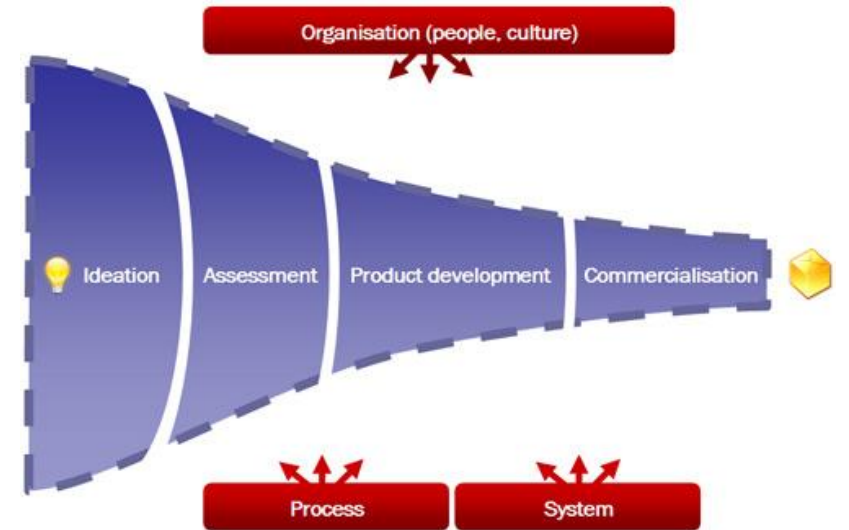 Organisation (people, culture)
Ideation
Assessment
Product development
Commercialisation
Process
System